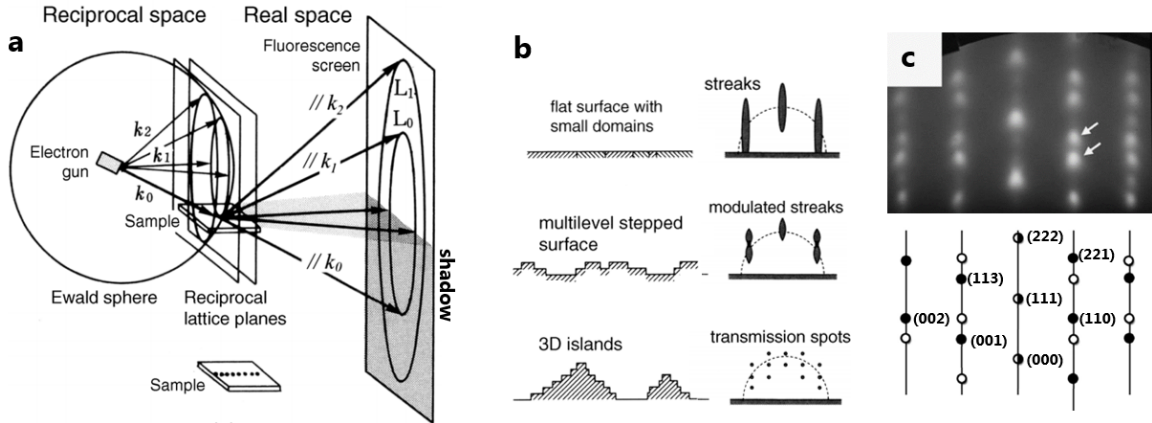 Reciprocal space
Real space
a
Fluorescence
screen
L1
L0
// k2
// k1
// k0
k2
k1
k0
Electron
gun
Sample
shadow
Ewald sphere
Reciprocal
lattice planes
Sample
b
streaks
flat surface with
small domains
multilevel stepped
surface
modulated streaks
3D islands
transmission spots
c
(222)
(221)
(113)
(111)
(002)
(110)
(001)
(000)